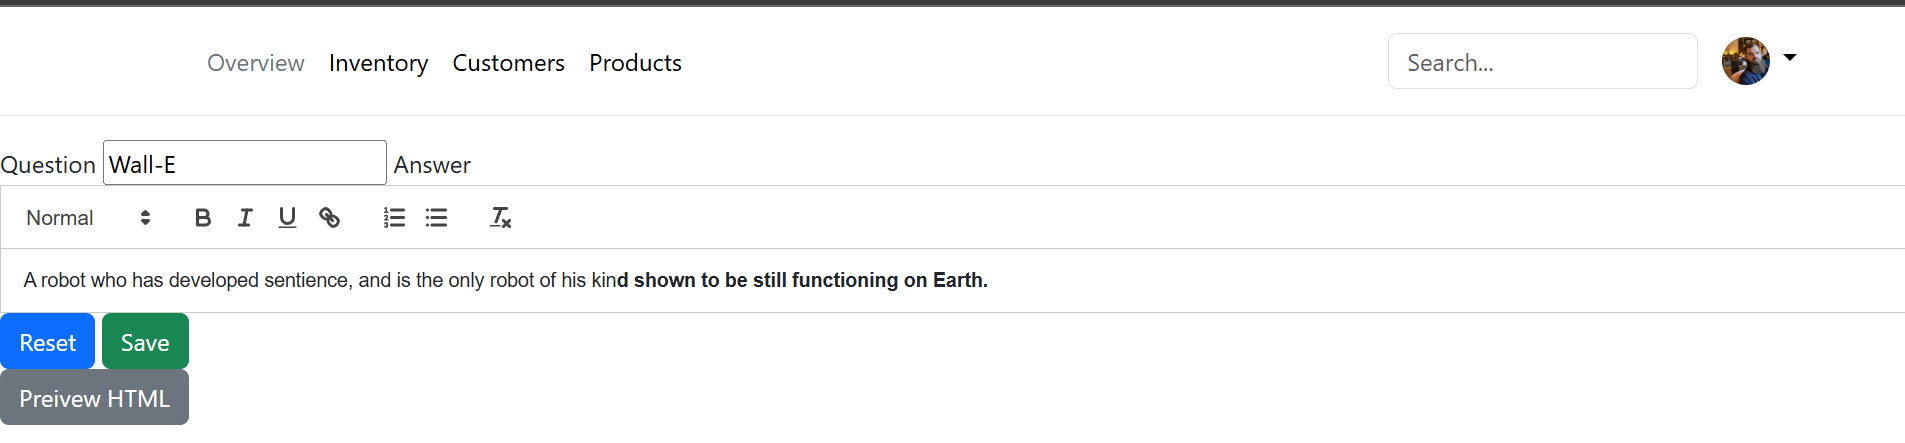 Overview Inventory Customers Products Search...
Question Wall-E Answer
Normal
A robot who has developed sentience, and is the only robot of his kind shown to be still functioning on Earth.
Reset Save
Preivew HTML